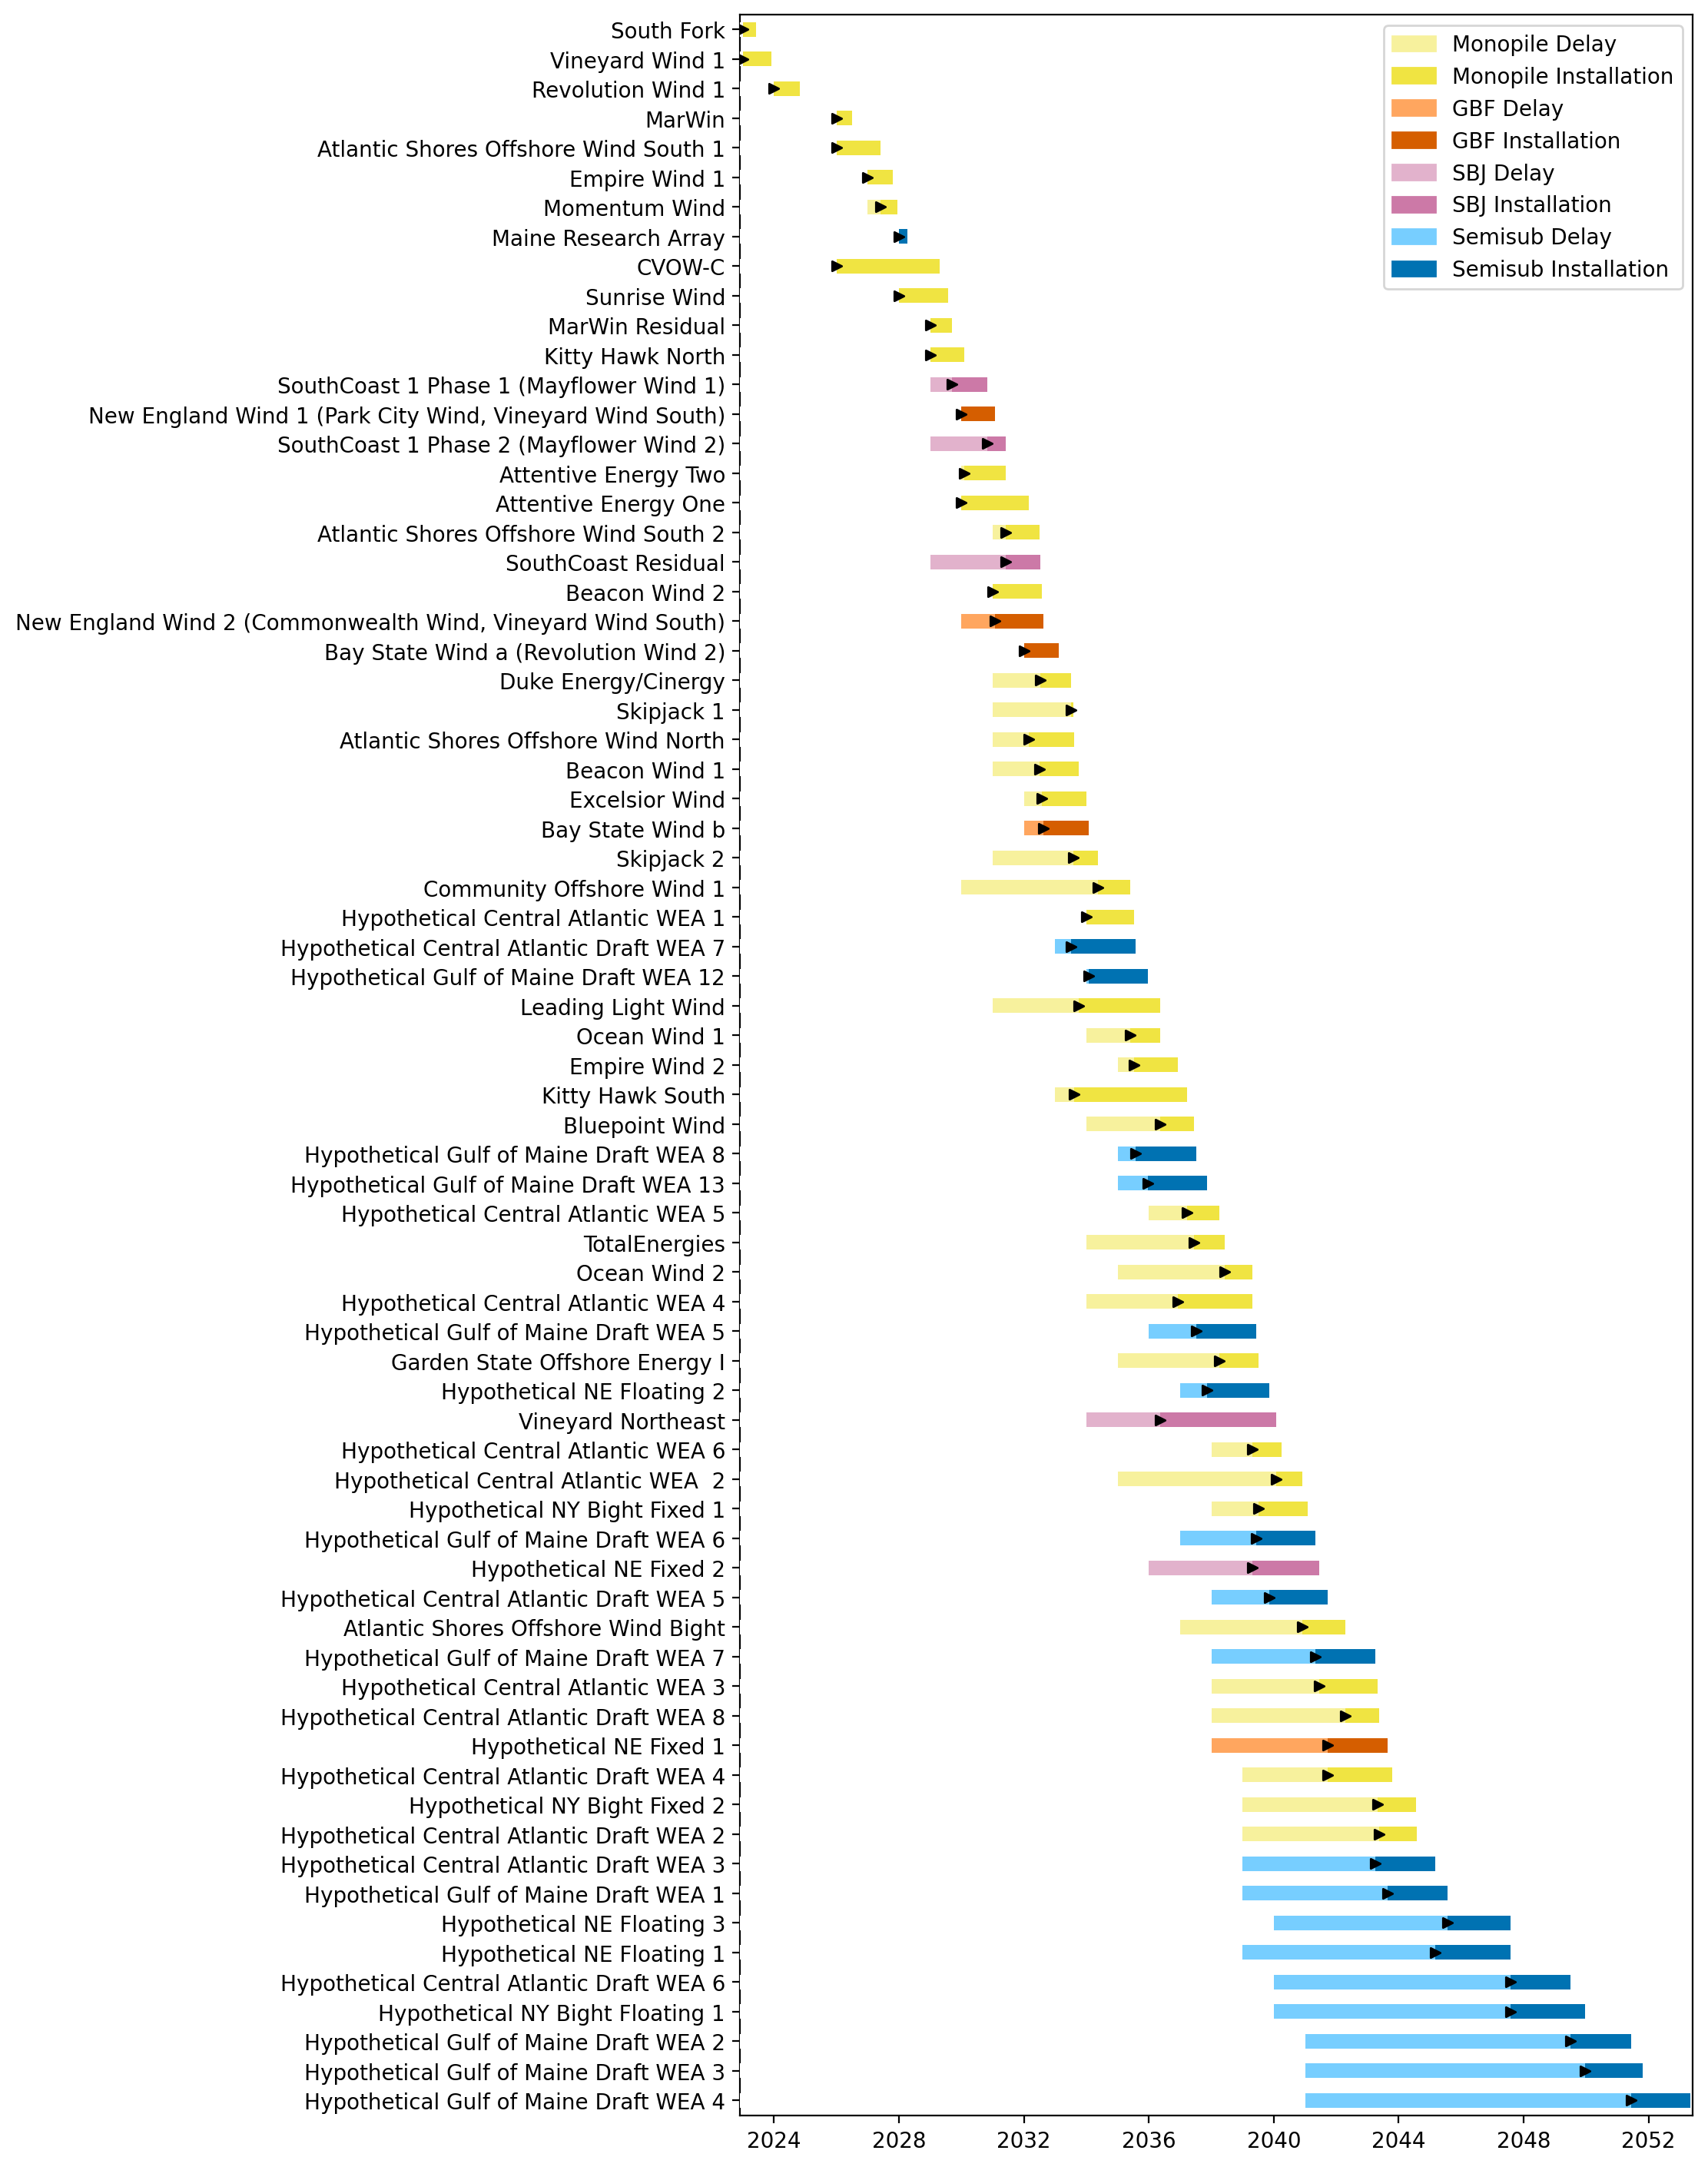 South Fork
Vineyard Wind 1
Revolution Wind 1
MarWin
Atlantic Shores Offshore Wind South 1
Empire Wind 1
Momentum Wind
Maine Research Array
CVOW-C
Sunrise Wind
MarWin Residual
Kitty Hawk North
SouthCoast 1 Phase 1 (Mayflower Wind 1)
New England Wind 1 (Park City Wind, Vineyard Wind South)
SouthCoast 1 Phase 2 (Mayflower Wind 2)
Attentive Energy Two
Attentive Energy One
Atlantic Shores Offshore Wind South 2
SouthCoast Residual
Beacon Wind 2
New England Wind 2 (Commonwealth Wind, Vineyard Wind South)
Bay State Wind a (Revolution Wind 2)
Duke Energy/Cinergy
Skipjack 1
Atlantic Shores Offshore Wind North
Beacon Wind 1
Excelsior Wind
Bay State Wind b
Skipjack 2
Community Offshore Wind 1
Hypothetical Central Atlantic WEA 1
Hypothetical Central Atlantic Draft WEA 7
Hypothetical Gulf of Maine Draft WEA 12
Leading Light Wind
Ocean Wind 1
Empire Wind 2
Kitty Hawk South
Bluepoint Wind
Hypothetical Gulf of Maine Draft WEA 8
Hypothetical Gulf of Maine Draft WEA 13
Hypothetical Central Atlantic WEA 5
TotalEnergies
Ocean Wind 2
Hypothetical Central Atlantic WEA 4
Hypothetical Gulf of Maine Draft WEA 5
Garden State Offshore Energy I
Hypothetical NE Floating 2
Vineyard Northeast
Hypothetical Central Atlantic WEA 6
Hypothetical Central Atlantic WEA  2
Hypothetical NY Bight Fixed 1
Hypothetical Gulf of Maine Draft WEA 6
Hypothetical NE Fixed 2
Hypothetical Central Atlantic Draft WEA 5
Atlantic Shores Offshore Wind Bight
Hypothetical Gulf of Maine Draft WEA 7
Hypothetical Central Atlantic WEA 3
Hypothetical Central Atlantic Draft WEA 8
Hypothetical NE Fixed 1
Hypothetical Central Atlantic Draft WEA 4
Hypothetical NY Bight Fixed 2
Hypothetical Central Atlantic Draft WEA 2
Hypothetical Central Atlantic Draft WEA 3
Hypothetical Gulf of Maine Draft WEA 1
Hypothetical NE Floating 3
Hypothetical NE Floating 1
Hypothetical Central Atlantic Draft WEA 6
Hypothetical NY Bight Floating 1
Hypothetical Gulf of Maine Draft WEA 2
Hypothetical Gulf of Maine Draft WEA 3
Hypothetical Gulf of Maine Draft WEA 4
Monopile Delay
Monopile Installation
GBF Delay
GBF Installation
SBJ Delay
SBJ Installation
Semisub Delay
Semisub Installation
2024 2028 2032 2036 2040 2044 2048 2052